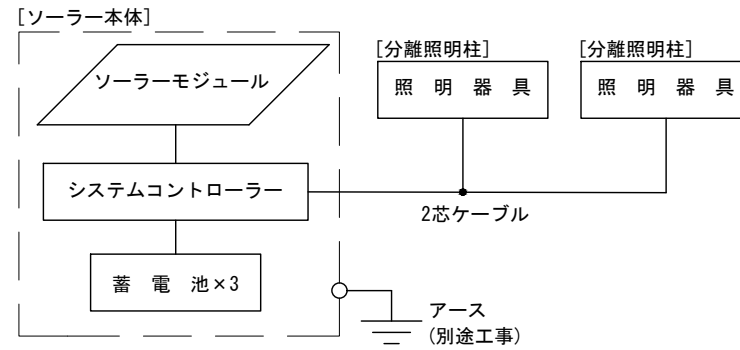 [ソーラー本体]
[分離照明柱]
[分離照明柱]
ソーラーモジュール
照 明 器 具
照 明 器 具
システムコントローラー
2芯ケーブル
蓄 電 池×3
アース
(別途工事)